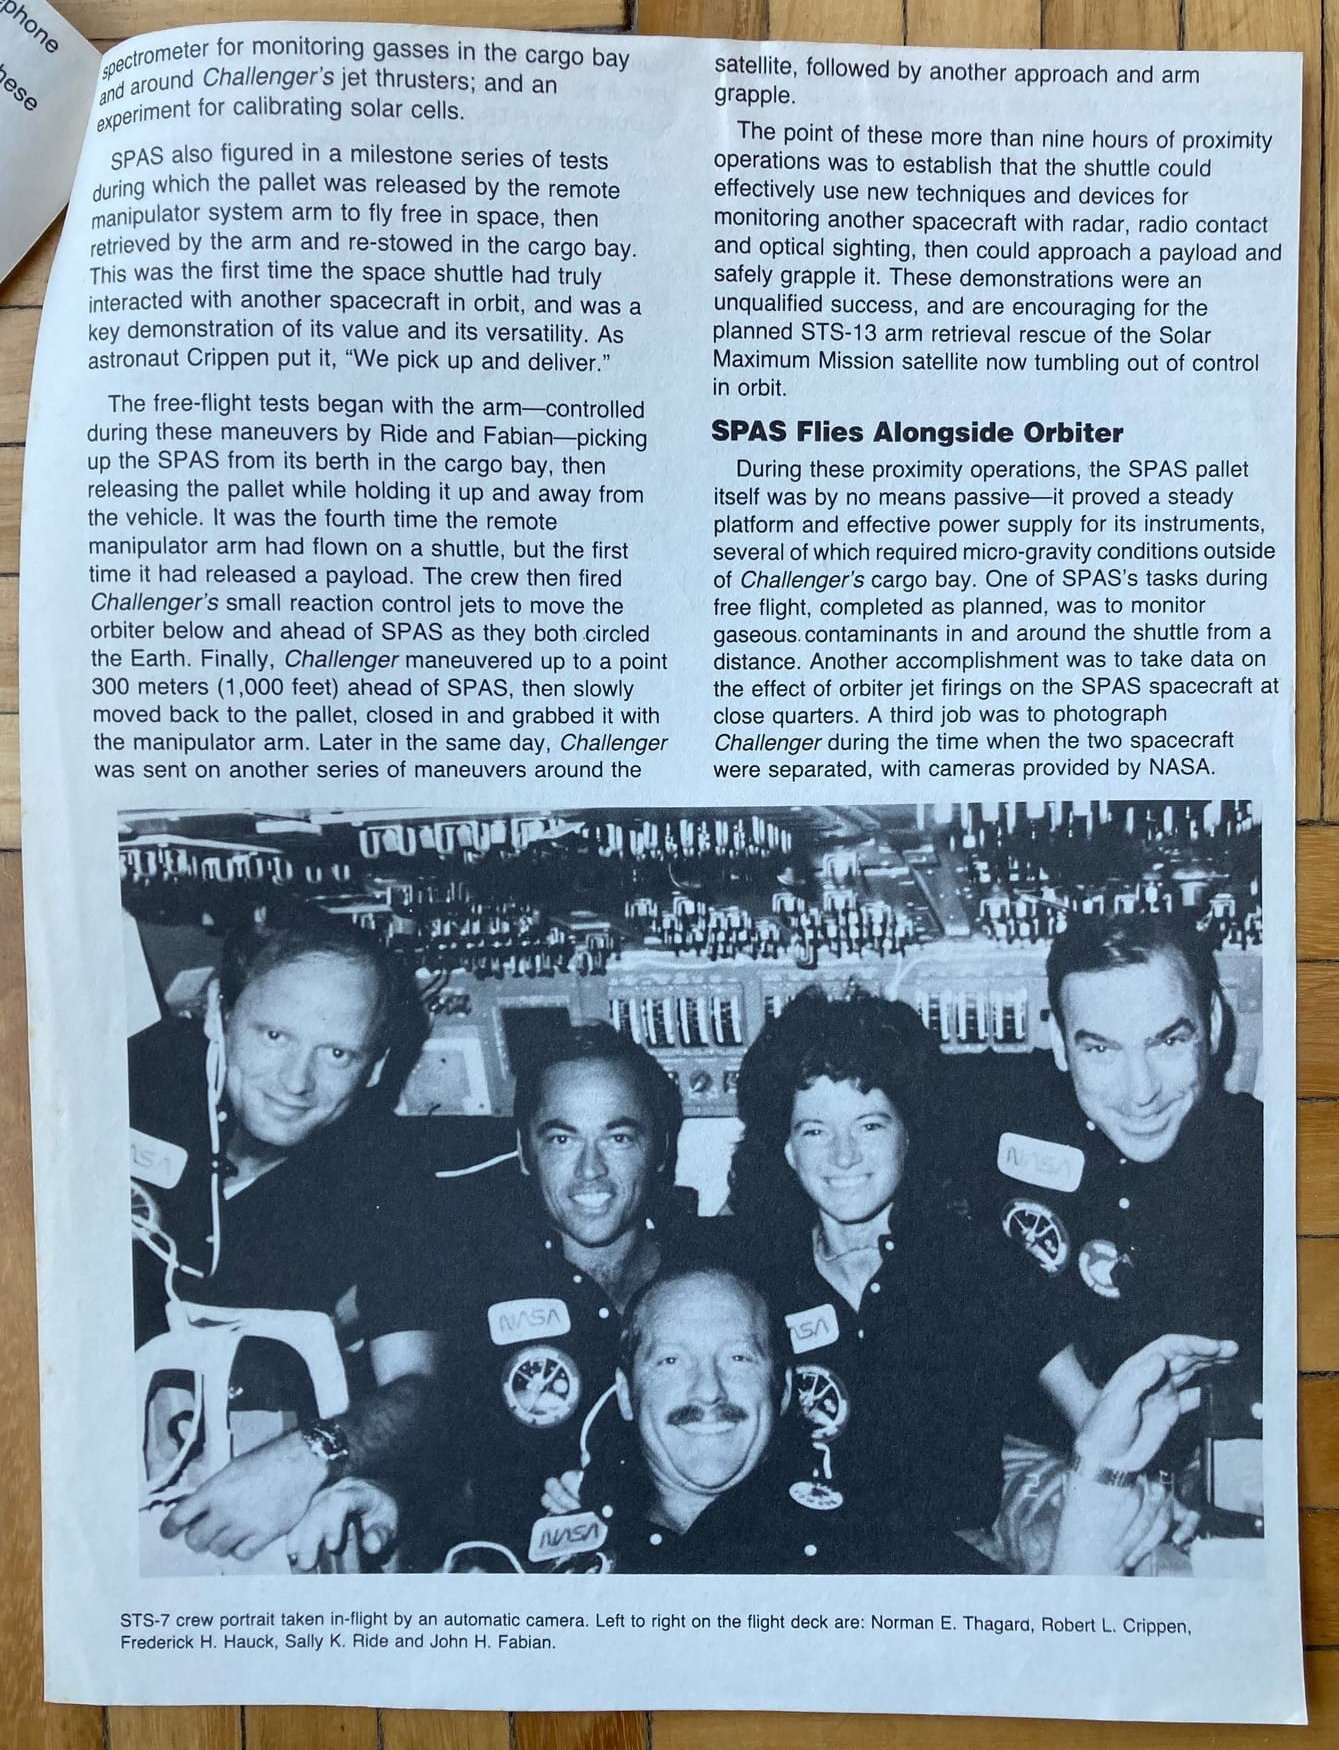 phone
hese
spectrometer for monitoring gasses in the cargo bay
and around Challenger's jet thrusters; and an
experiment for calibrating solar cells.
SPAS also figured in a milestone series of tests
during which the pallet was released by the remote
manipulator system arm to fly free in space, then
retrieved by the arm and re-stowed in the cargo bay.
This was the first time the space shuttle had truly
interacted with another spacecraft in orbit, and was a
key demonstration of its value and its versatility. As
astronaut Crippen put it, “We pick up and deliver.”
The free-flight tests began with the arm—controlled
during these maneuvers by Ride and Fabian—picking
up the SPAS from its berth in the cargo bay, then
releasing the pallet while holding it up and away from
the vehicle. It was the fourth time the remote
manipulator arm had flown on a shuttle, but the first
time it had released a payload. The crew then fired
Challenger's small reaction control jets to move the
orbiter below and ahead of SPAS as they both circled
the Earth. Finally, Challenger maneuvered up to a point
300 meters (1,000 feet) ahead of SPAS, then slowly
moved back to the pallet, closed in and grabbed it with
the manipulator arm. Later in the same day, Challenger
was sent on another series of maneuvers around the
satellite, followed by another approach and arm
grapple.
The point of these more than nine hours of proximity
operations was to establish that the shuttle could
effectively use new techniques and devices for
monitoring another spacecraft with radar, radio contact
and optical sighting, then could approach a payload and
safely grapple it. These demonstrations were an
unqualified success, and are encouraging for the
planned STS-13 arm retrieval rescue of the Solar
Maximum Mission satellite now tumbling out of control
in orbit.
SPAS Flies Alongside Orbiter
During these proximity operations, the SPAS pallet
itself was by no means passive—it proved a steady
platform and effective power supply for its instruments,
several of which required micro-gravity conditions outside
of Challenger's cargo bay. One of SPAS's tasks during
free flight, completed as planned, was to monitor
gaseous contaminants in and around the shuttle from a
distance. Another accomplishment was to take data on
the effect of orbiter jet firings on the SPAS spacecraft at
close quarters. A third job was to photograph
Challenger during the time when the two spacecraft
were separated, with cameras provided by NASA.
NASA
NASA
NASA
NASA
NASA
STS-7 crew portrait taken in-flight by an automatic camera. Left to right on the flight deck are: Norman E. Thagard, Robert L. Crippen,
Frederick H. Hauck, Sally K. Ride and John H. Fabian.